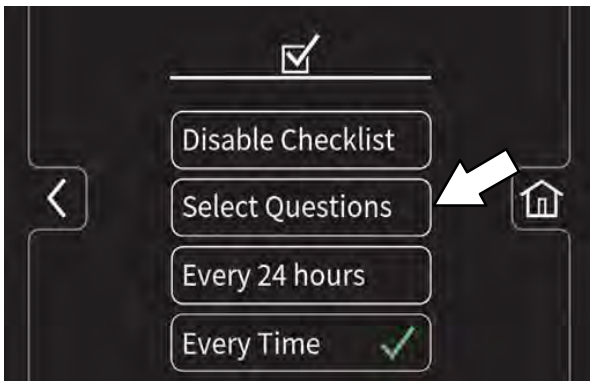 Disable Checklist
Select Questions
Every 24 hours
Every Time